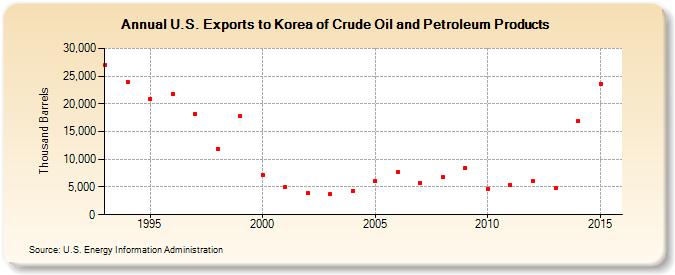 Annual U.S. Exports to Korea of Crude Oil and Petroleum Products
Thousand Barrels
30,000
25,000
20,000
15,000
10,000
5,000
0
1995 2000 2005 2010 2015
Source: U.S. Energy Information Administration